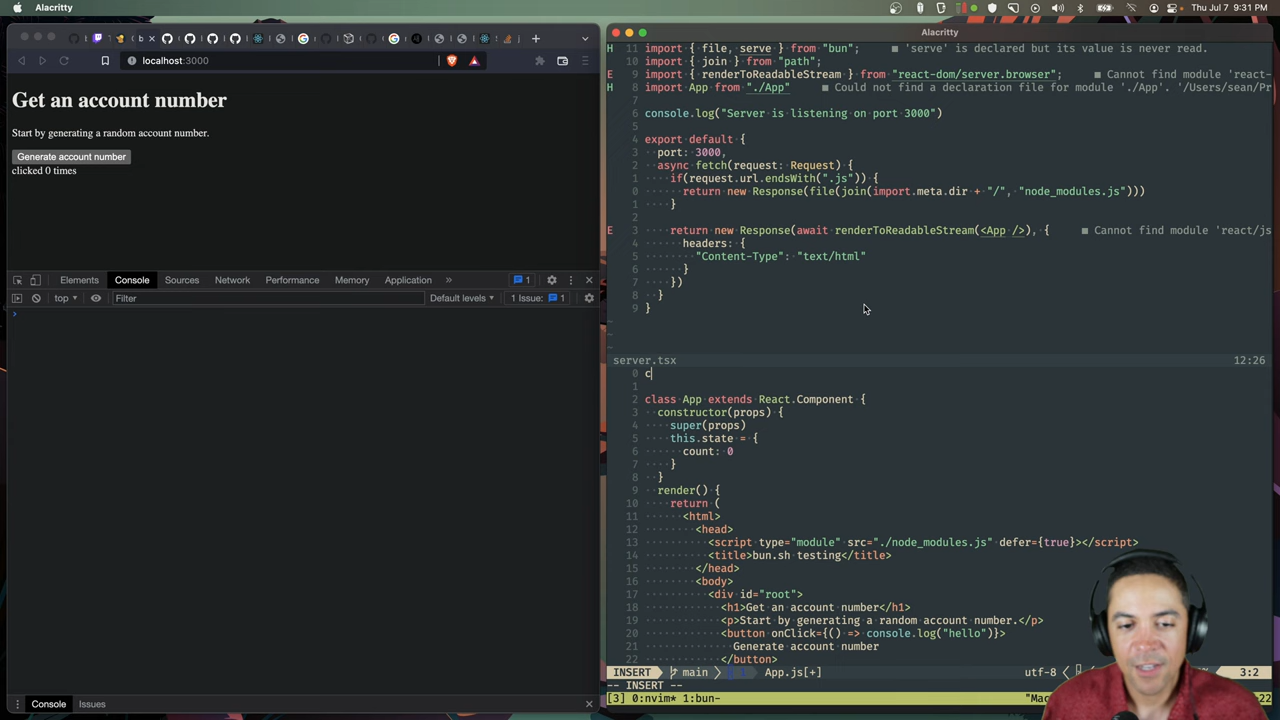 Alacritty
Thu Jul 7 9:31 PM
localhost:3000
Get an account number
Start by generating a random account number.
Generate account number
clicked 0 times
Elements Console Sources Network Performance Memory Application » 1
top Filter Default levels 1 Issue: 1
›
Console Issues
Alacritty
H 11 import { file, serve } from "bun"; ■ 'serve' is declared but its value is never read.
10 import { join } from "path";
E 9 import { renderToReadableStream } from "react-dom/server.browser"; ■ Cannot find module 'react-
H 8 import App from "./App" ■ Could not find a declaration file for module './App'. '/Users/sean/Pr
7
6 console.log("Server is listening on port 3000")
5
4 export default {
3 port: 3000,
2 async fetch(request: Request) {
1 if(request.url.endsWith(".js")) {
0 return new Response(file(join(import.meta.dir + "/", "node_modules.js")))
1 }
2
E 3 return new Response(await renderToReadableStream(<App />), { ■ Cannot find module 'react/js
4 headers: {
5 "Content-Type": "text/html"
6 }
7 })
8 }
9 }
~
~
~
server.tsx 12:26
0 c
1
2 class App extends React.Component {
3 constructor(props) {
4 super(props)
5 this.state = {
6 count: 0
7 }
8 }
9 render() {
10 return (
11 <html>
12 <head>
13 <script type="module" src="./node_modules.js" defer={true}></script>
14 <title>bun.sh testing</title>
15 </head>
16 <body>
17 <div id="root">
18 <h1>Get an account number</h1>
19 <p>Start by generating a random account number.</p>
20 <button onClick={() => console.log("hello")}>
21 Generate account number
22 </button>
INSERT main App.js[+] utf-8 3:2
-- INSERT --
[3] 0:nvim* 1:bun- "Mac 22